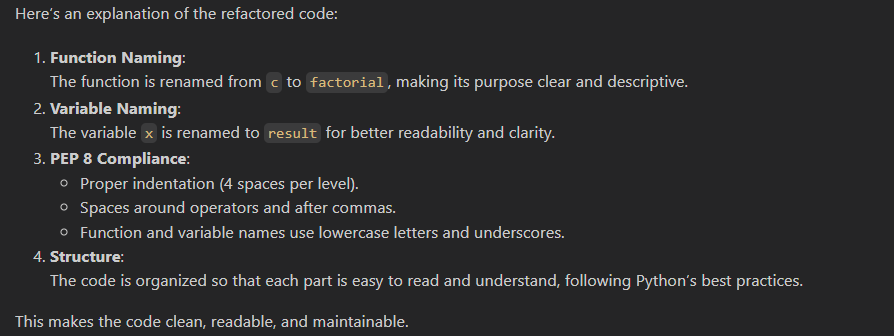 Here's an explanation of the refactored code:
1. Function Naming:
The function is renamed from c to factorial, making its purpose clear and descriptive.
2. Variable Naming:
The variable x is renamed to result for better readability and clarity.
3. PEP 8 Compliance:
Proper indentation (4 spaces per level).
Spaces around operators and after commas.
Function and variable names use lowercase letters and underscores.
4. Structure:
The code is organized so that each part is easy to read and understand, following Python's best practices.
This makes the code clean, readable, and maintainable.